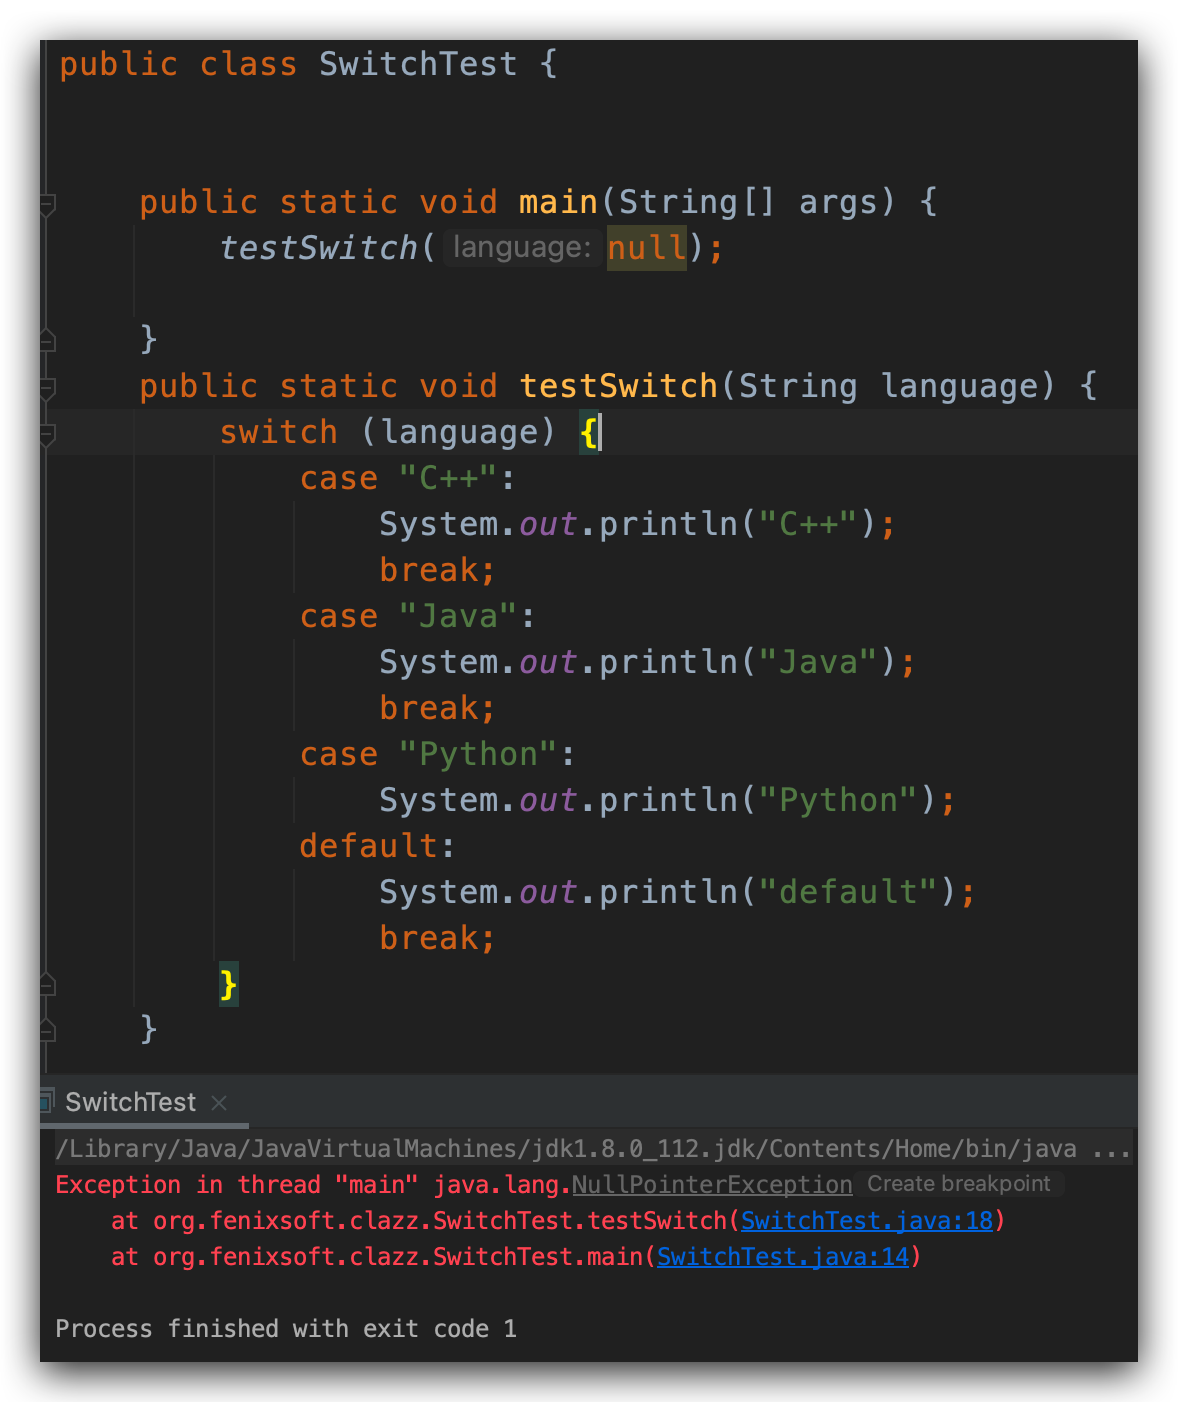 public class SwitchTest {
    public static void main(String[] args) {
        testSwitch( language: null);
    }
    public static void testSwitch(String language) {
        switch (language) {
            case "C++":
                System.out.println("C++");
                break;
            case "Java":
                System.out.println("Java");
                break;
            case "Python":
                System.out.println("Python");
            default:
                System.out.println("default");
                break;
        }
    }
SwitchTest ×
/Library/Java/JavaVirtualMachines/jdk1.8.0_112.jdk/Contents/Home/bin/java ...
Exception in thread "main" java.lang.NullPointerException Create breakpoint
    at org.fenixsoft.clazz.SwitchTest.testSwitch(SwitchTest.java:18)
    at org.fenixsoft.clazz.SwitchTest.main(SwitchTest.java:14)
Process finished with exit code 1